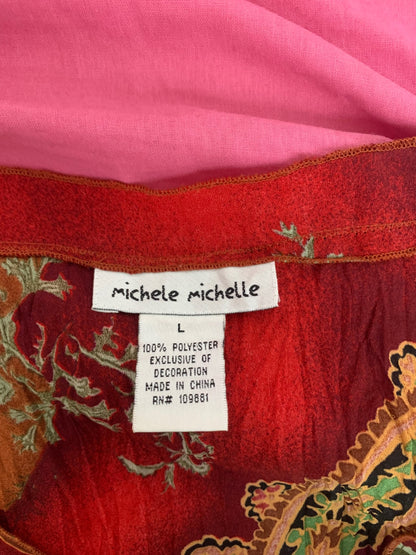 michele michelle
L
100% POLYESTER
EXCLUSIVE OF
DECORATION
MADE IN CHINA
RN# 109881